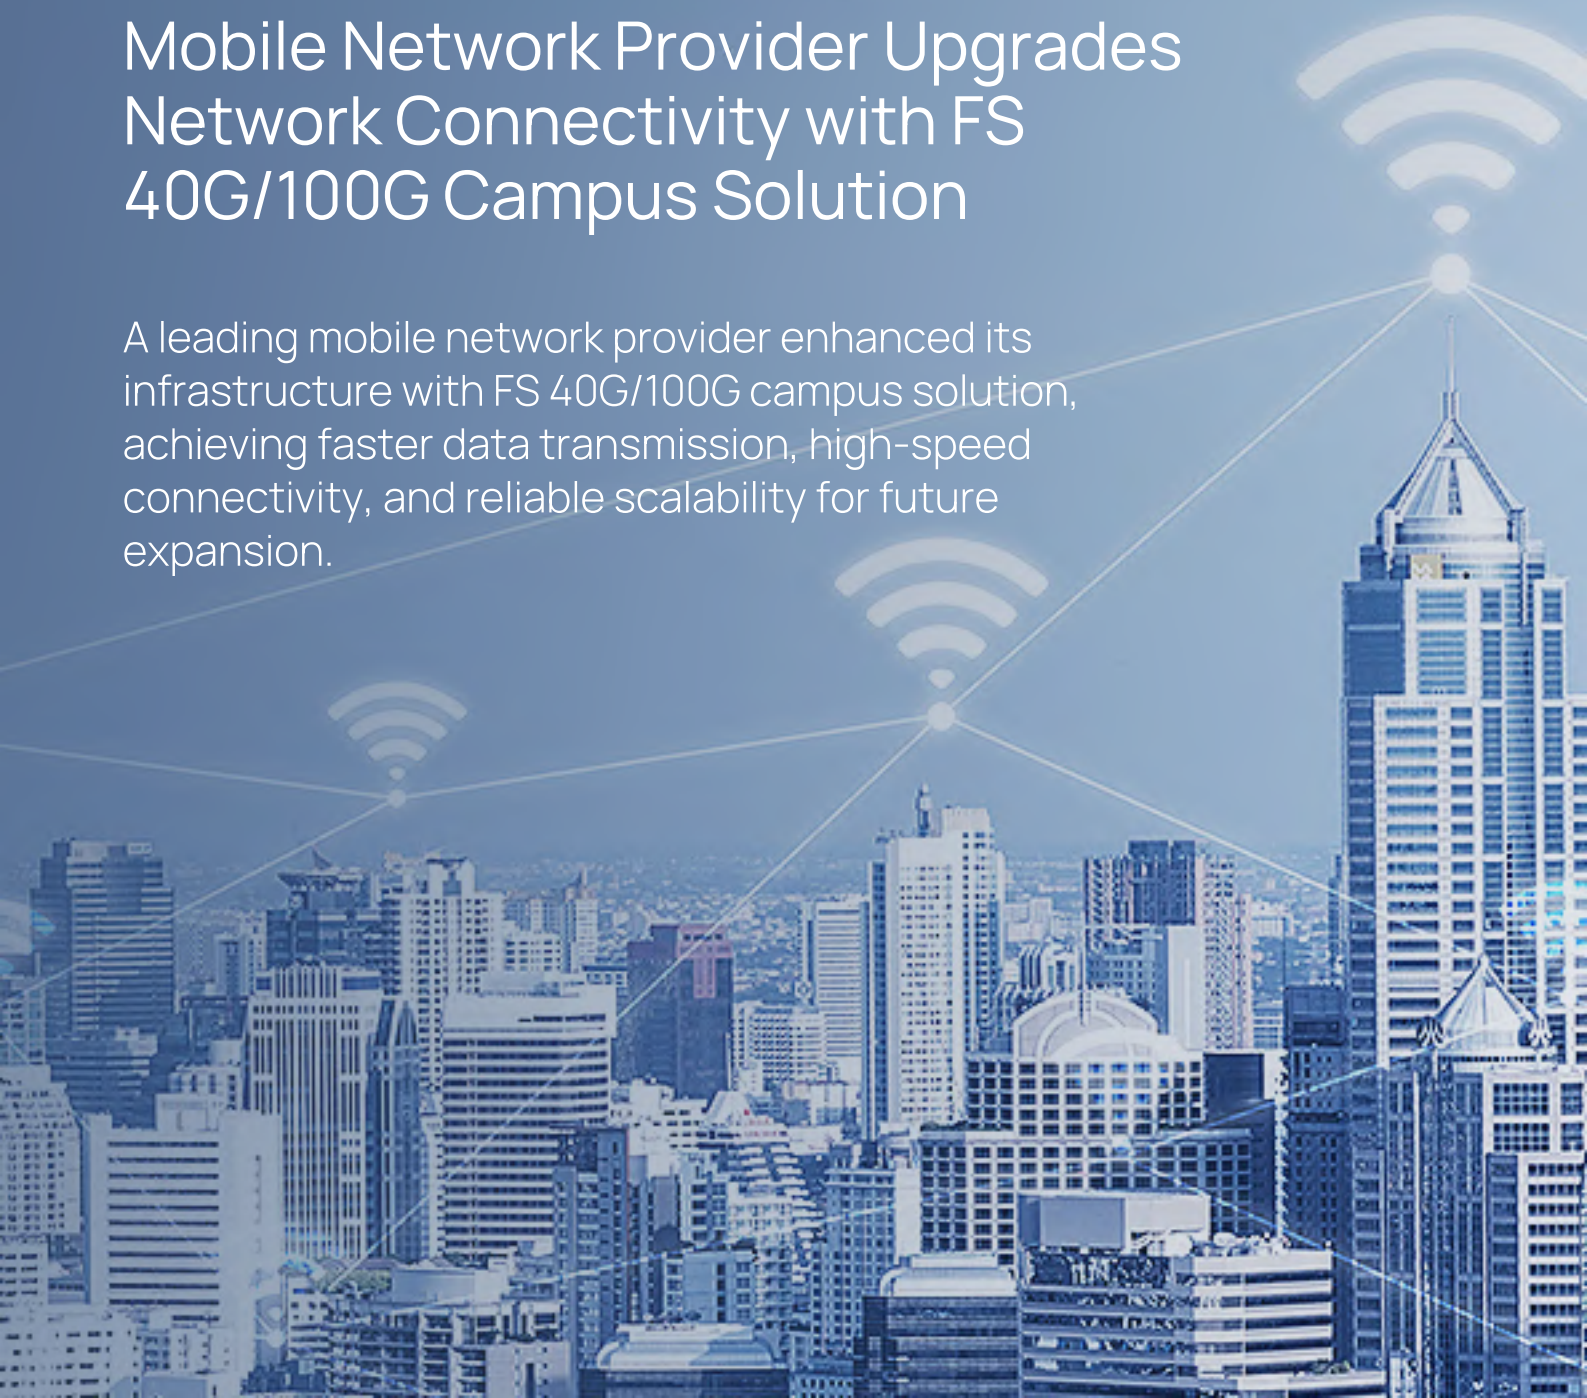 Mobile Network Provider Upgrades
Network Connectivity with FS
40G/100G Campus Solution
A leading mobile network provider enhanced its
infrastructure with FS 40G/100G campus solution,
achieving faster data transmission, high-speed
connectivity, and reliable scalability for future
expansion.